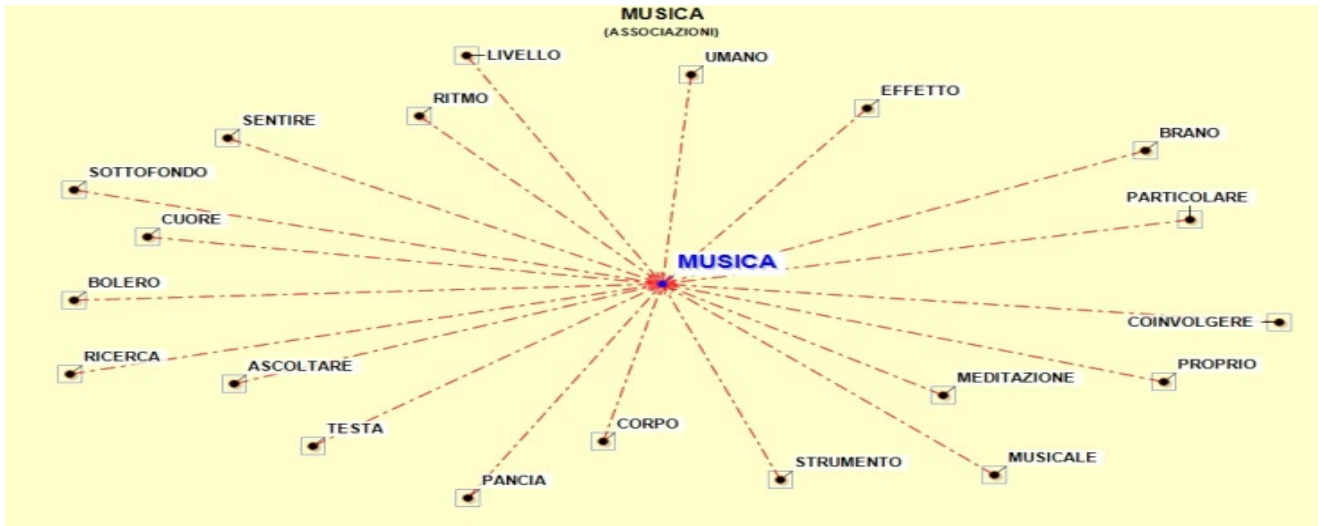 MUSICA
(ASSOCIAZIONI)
LIVELLO
UMANO
EFFETTO
RITMO
SENTIRE
BRANO
SOTTOFONDO
PARTICOLARE
CUORE
MUSICA
BOLERO
COINVOLGERE
RICERCA
ASCOLTARE
PROPRIO
MEDITAZIONE
CORPO
TESTA
MUSICALE
STRUMENTO
PANCIA